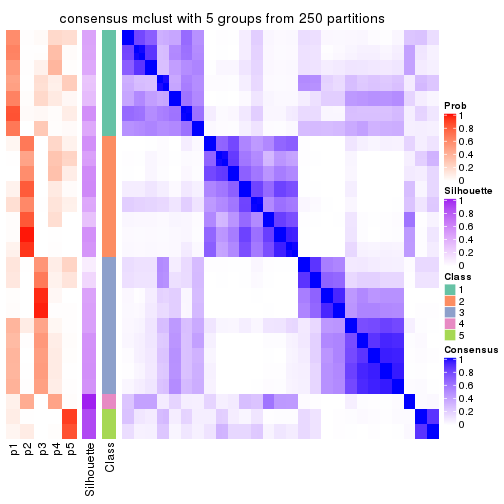 consensus mclust with 5 groups from 250 partitions
Prob
1
0.8
0.6
0.4
0.2
0
Silhouette
1
0.8
0.6
0.4
0.2
0
Class
1
2
3
4
5
Consensus
1
0.8
0.6
0.4
0.2
0
p1
p2
p3
p4
p5
Silhouette
Class